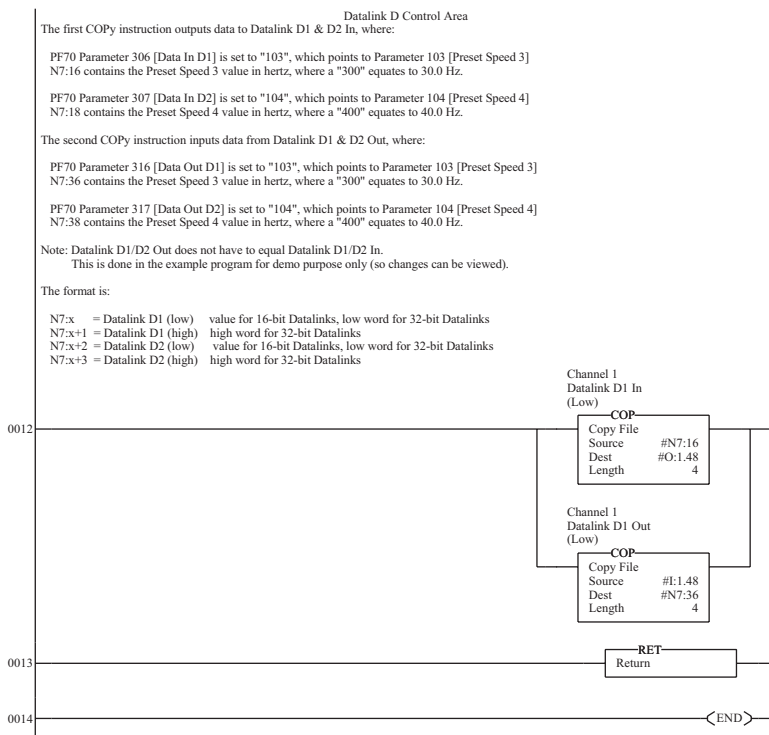 Datalink D Control Area
The first COPy instruction outputs data to Datalink D1 & D2 In, where:
PF70 Parameter 306 [Data In D1] is set to "103", which points to Parameter 103 [Preset Speed 3]
N7:16 contains the Preset Speed 3 value in hertz, where a "300" equates to 30.0 Hz.
PF70 Parameter 307 [Data In D2] is set to "104", which points to Parameter 104 [Preset Speed 4]
N7:18 contains the Preset Speed 4 value in hertz, where a "400" equates to 40.0 Hz.
The second COPy instruction inputs data from Datalink D1 & D2 Out, where:
PF70 Parameter 316 [Data Out D1] is set to "103", which points to Parameter 103 [Preset Speed 3]
N7:36 contains the Preset Speed 3 value in hertz, where a "300" equates to 30.0 Hz.
PF70 Parameter 317 [Data Out D2] is set to "104", which points to Parameter 104 [Preset Speed 4]
N7:38 contains the Preset Speed 4 value in hertz, where a "400" equates to 40.0 Hz.
Note: Datalink D1/D2 Out does not have to equal Datalink D1/D2 In.
This is done in the example program for demo purpose only (so changes can be viewed).
The format is:
N7:x = Datalink D1 (low) value for 16-bit Datalinks, low word for 32-bit Datalinks
N7:x+1 = Datalink D1 (high) high word for 32-bit Datalinks
N7:x+2 = Datalink D2 (low) value for 16-bit Datalinks, low word for 32-bit Datalinks
N7:x+3 = Datalink D2 (high) high word for 32-bit Datalinks
Channel 1
Datalink D1 In
(Low)
COP
0012
Copy File
Source #N7:16
Dest #O:1.48
Length 4
Channel 1
Datalink D1 Out
(Low)
COP
Copy File
Source #I:1.48
Dest #N7:36
Length 4
RET
0013
Return
0014
END